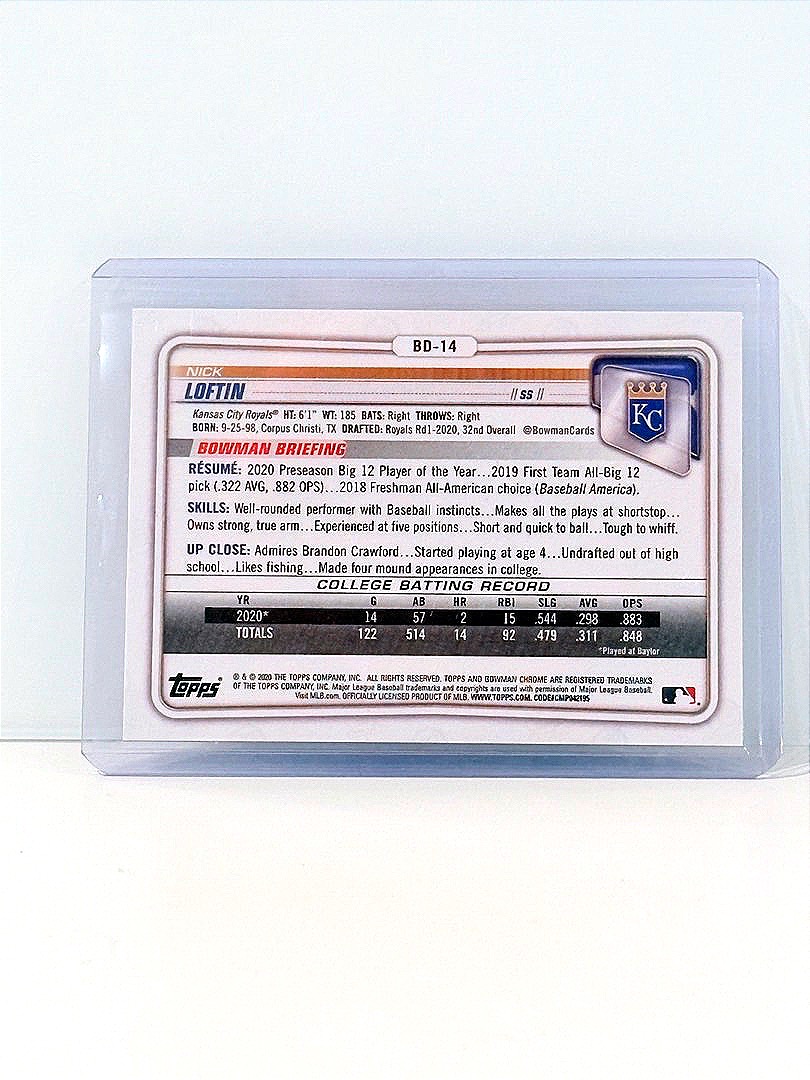 BD-14
NICK
LOFTIN // SS //
KC
Kansas City Royals® HT: 6'1" WT: 185 BATS: Right THROWS: Right
BORN: 9-25-98, Corpus Christi, TX DRAFTED: Royals Rd1-2020, 32nd Overall @BowmanCards
BOWMAN BRIEFING
RÉSUMÉ: 2020 Preseason Big 12 Player of the Year...2019 First Team All-Big 12
pick (.322 AVG, .882 OPS)...2018 Freshman All-American choice (Baseball America).
SKILLS: Well-rounded performer with Baseball instincts...Makes all the plays at shortstop...
Owns strong, true arm...Experienced at five positions...Short and quick to ball...Tough to whiff.
UP CLOSE: Admires Brandon Crawford...Started playing at age 4...Undrafted out of high
school...Likes fishing...Made four mound appearances in college.
COLLEGE BATTING RECORD
YR G AB HR RBI SLG AVG OPS
2020* 14 57 2 15 .544 .298 .883
TOTALS 122 514 14 92 .479 .311 .848
*Played at Baylor
Topps
® & © 2020 THE TOPPS COMPANY, INC. ALL RIGHTS RESERVED. TOPPS AND BOWMAN CHROME ARE REGISTERED TRADEMARKS
OF THE TOPPS COMPANY, INC. Major League Baseball trademarks and copyrights are used with permission of Major League Baseball.
Visit MLB.com. OFFICIALLY LICENSED PRODUCT OF MLB. WWW.TOPPS.COM. CODE#CMP042195